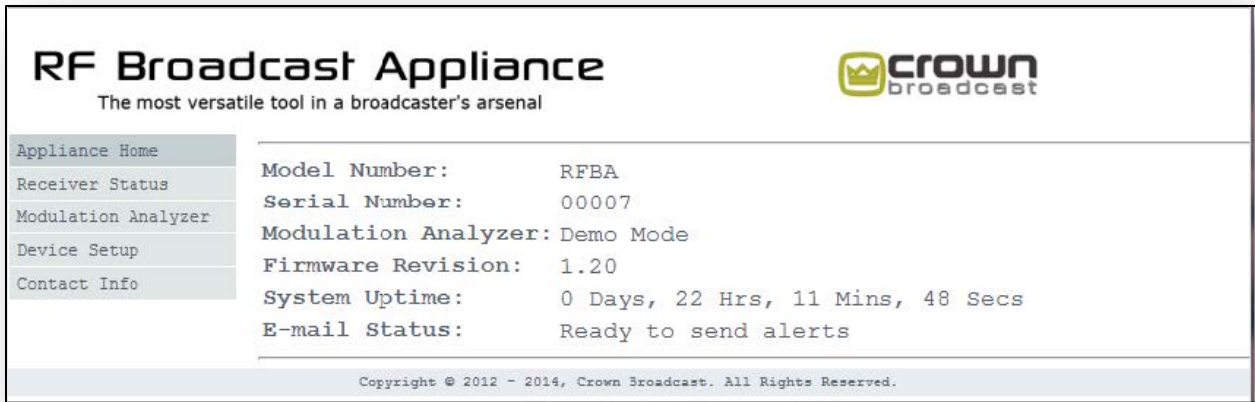 RF Broadcast Appliance
The most versatile tool in a broadcaster's arsenal
crown
broadcast
Appliance Home
Receiver Status
Modulation Analyzer
Device Setup
Contact Info
Model Number: RFBA
Serial Number: 00007
Modulation Analyzer: Demo Mode
Firmware Revision: 1.20
System Uptime: 0 Days, 22 Hrs, 11 Mins, 48 Secs
E-mail Status: Ready to send alerts
Copyright © 2012 - 2014, Crown Broadcast. All Rights Reserved.